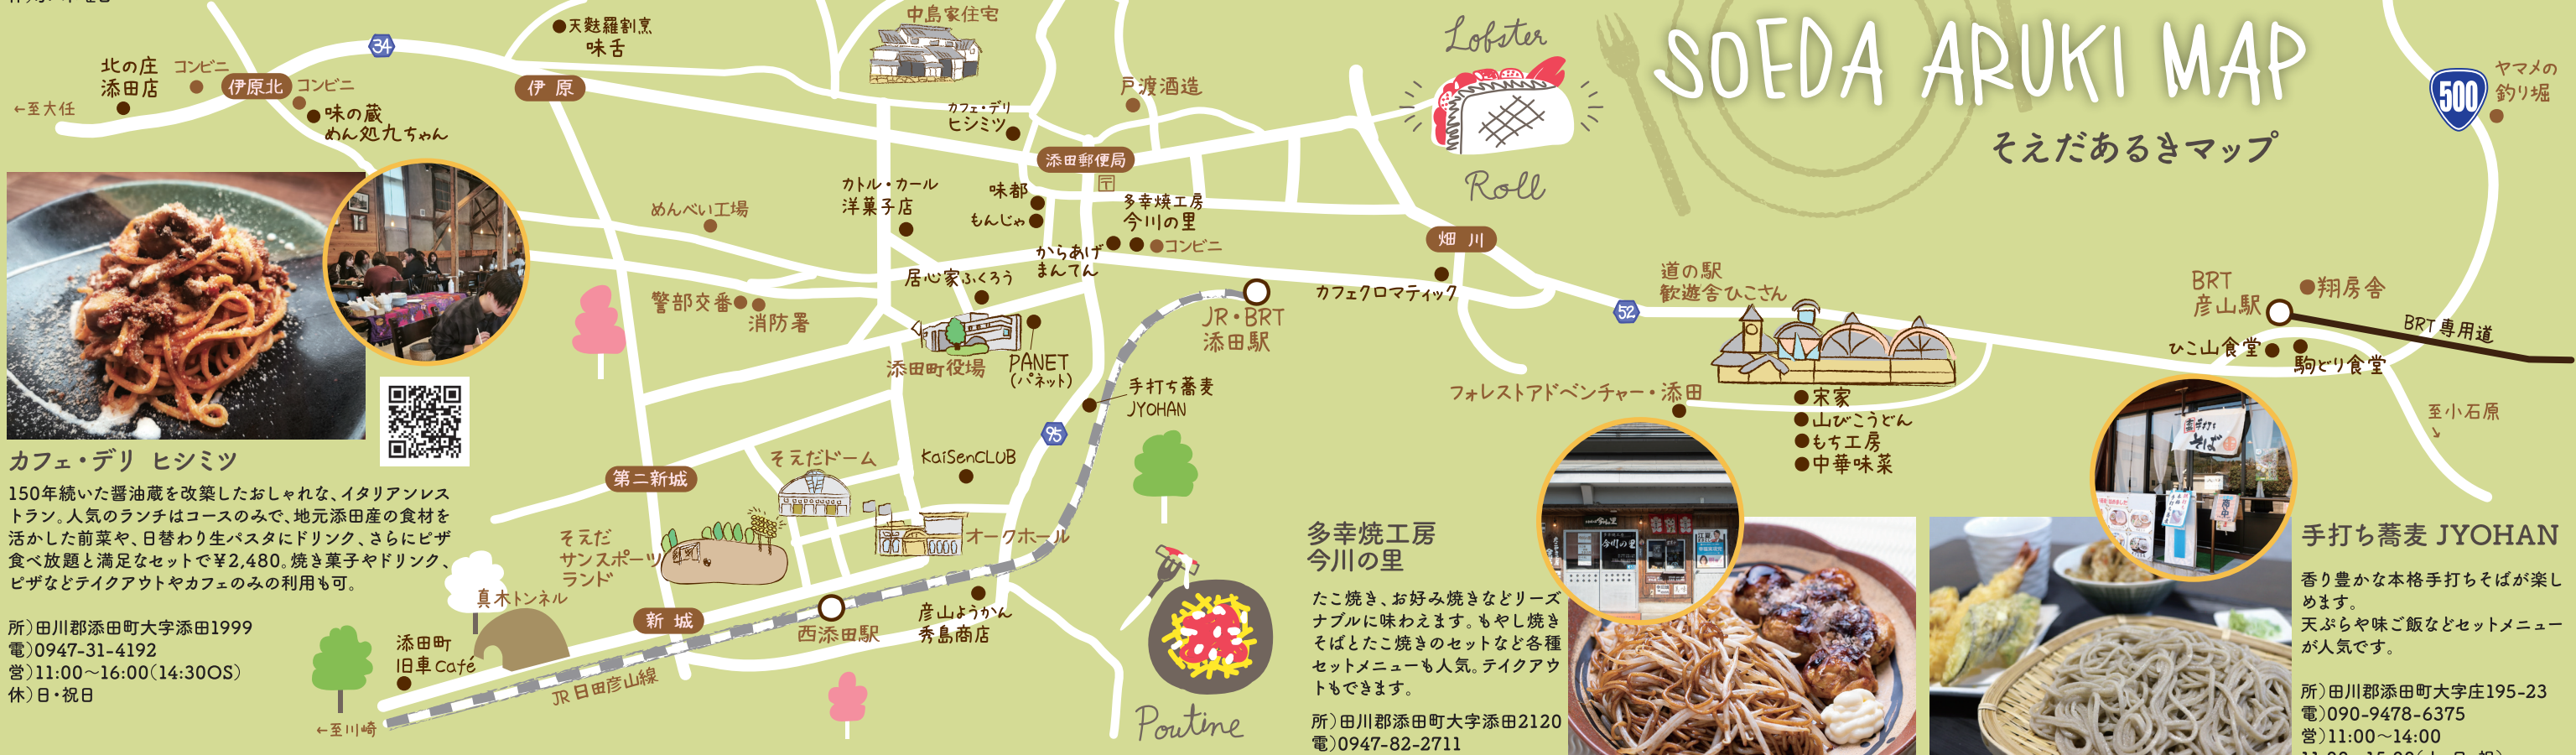 SOEDA ARUKI MAP
そえだあるきマップ
Lobster
Roll
Poutine
34
52
95
500
北の庄
添田店
コンビニ
伊原北
コンビニ
←至大任
味の蔵
めん処九ちゃん
天麩羅割烹
味舌
伊原
中島家住宅
カフェ・デリ
ヒシミツ
戸渡酒造
添田郵便局
めんべい工場
カトル・カール
洋菓子店
味都
もんじゃ
多幸焼工房
今川の里
コンビニ
からあげ
まんてん
居心家ふくろう
警部交番
消防署
添田町役場
PANET
(パネット)
JR・BRT
添田駅
手打ち蕎麦
JYOHAN
畑川
カフェクロマティック
道の駅
歓遊舎ひこさん
フォレストアドベンチャー・添田
宋家
山びこうどん
もち工房
中華味菜
ヤマメの
釣り堀
BRT
彦山駅
翔房舎
BRT専用道
ひこ山食堂
駒どり食堂
至小石原
第二新城
そえだドーム
KaiSenCLUB
そえだ
サンスポーツ
ランド
オークホール
真木トンネル
新城
西添田駅
彦山ようかん
秀島商店
添田町
旧車Café
JR日田彦山線
←至川崎
カフェ・デリ ヒシミツ
150年続いた醤油蔵を改築したおしゃれな、イタリアンレス
トラン。人気のランチはコースのみで、地元添田産の食材を
活かした前菜や、日替わり生パスタにドリンク、さらにピザ
食べ放題と満足なセットで¥2,480。焼き菓子やドリンク、
ピザなどテイクアウトやカフェのみの利用も可。
所)田川郡添田町大字添田1999
電)0947-31-4192
営)11:00〜16:00(14:30OS)
休)日・祝日
多幸焼工房
今川の里
たこ焼き、お好み焼きなどリーズ
ナブルに味わえます。もやし焼き
そばとたこ焼きのセットなど各種
セットメニューも人気。テイクアウ
トもできます。
所)田川郡添田町大字添田2120
電)0947-82-2711
今川の里
手打ち
そば
手打ち蕎麦 JYOHAN
香り豊かな本格手打ちそばが楽し
めます。
天ぷらや味ご飯などセットメニュー
が人気です。
所)田川郡添田町大字庄195-23
電)090-9478-6375
営)11:00〜14:00